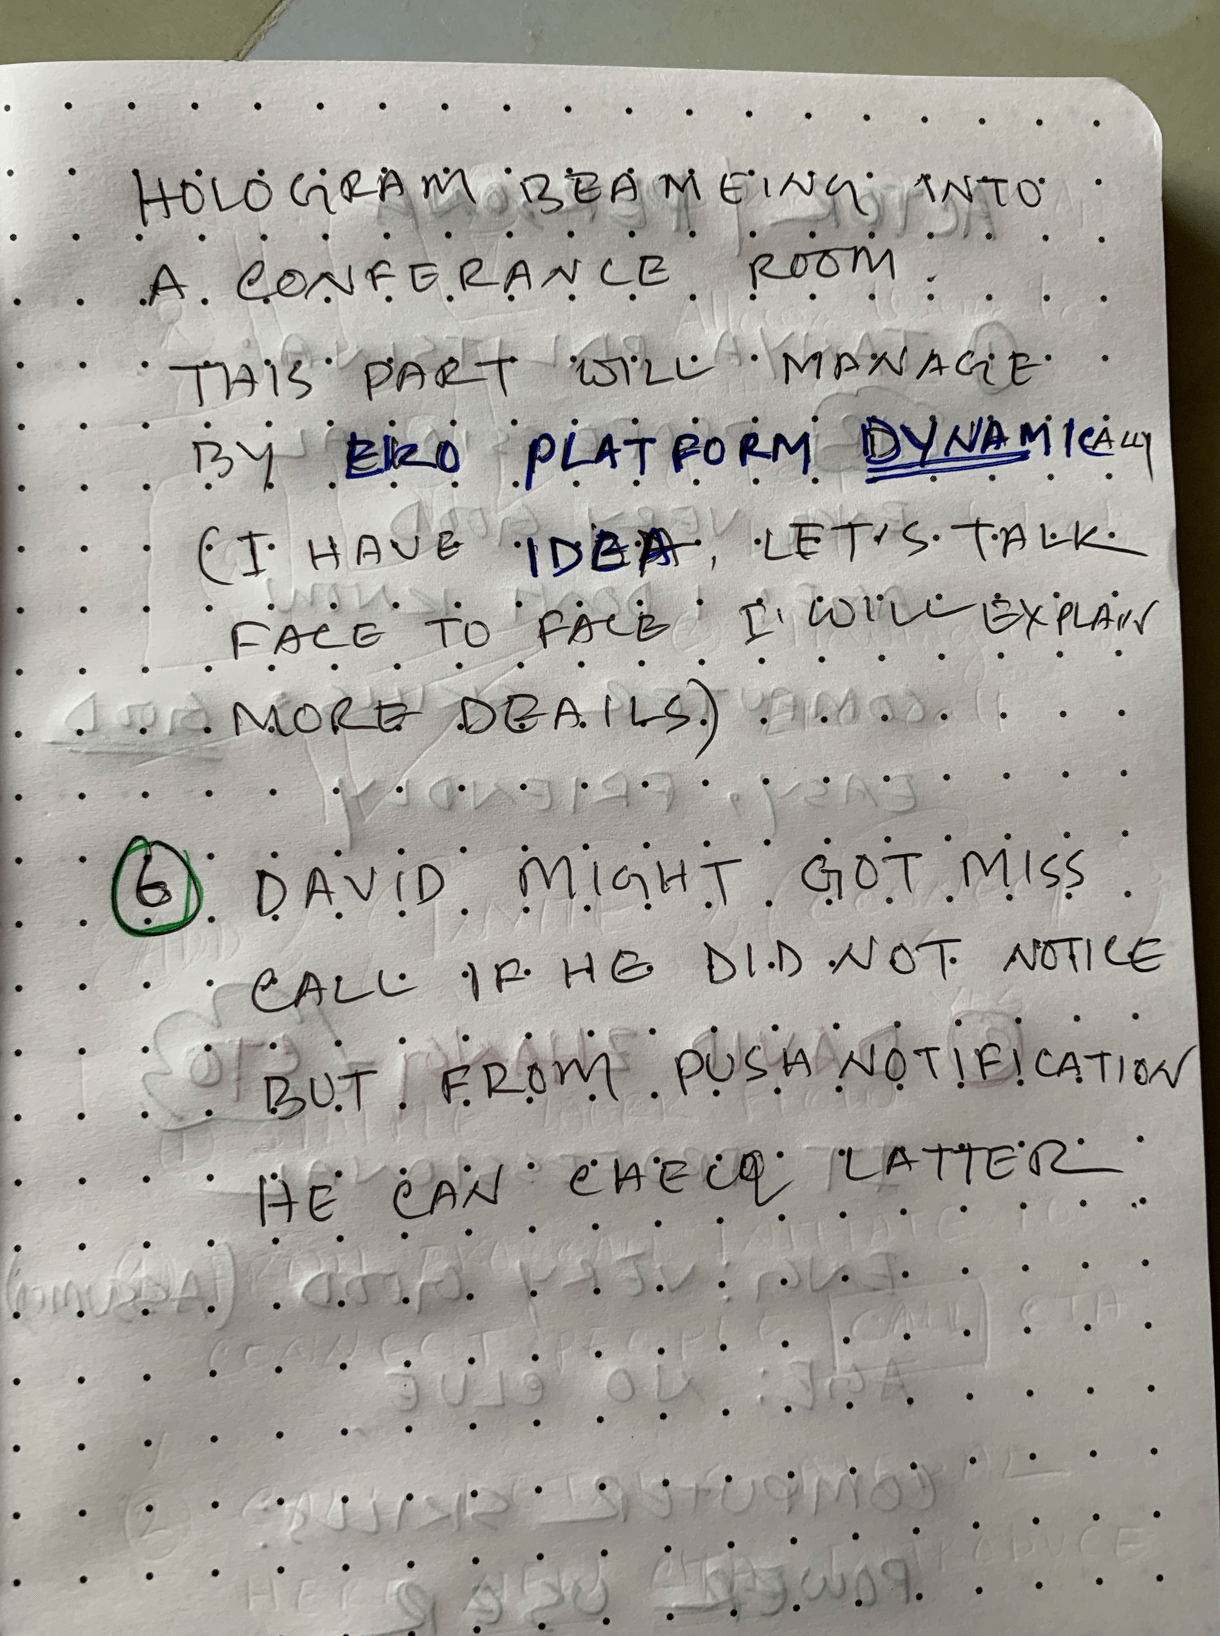 HOLOGRAM BEAMEING INTO
A CONFERANCE ROOM.
THIS PART WILL MANAGE
BY EKO PLATFORM DYNAMICALLY
(I HAVE IDEA, LET'S TALK
FACE TO FACE I WILL EXPLAIN
MORE DEAILS)
6 DAVID MIGHT GOT MISS
CALL IF HE DID NOT NOTICE
BUT FROM PUSH NOTIFICATION
HE CAN CHECQ LATTER